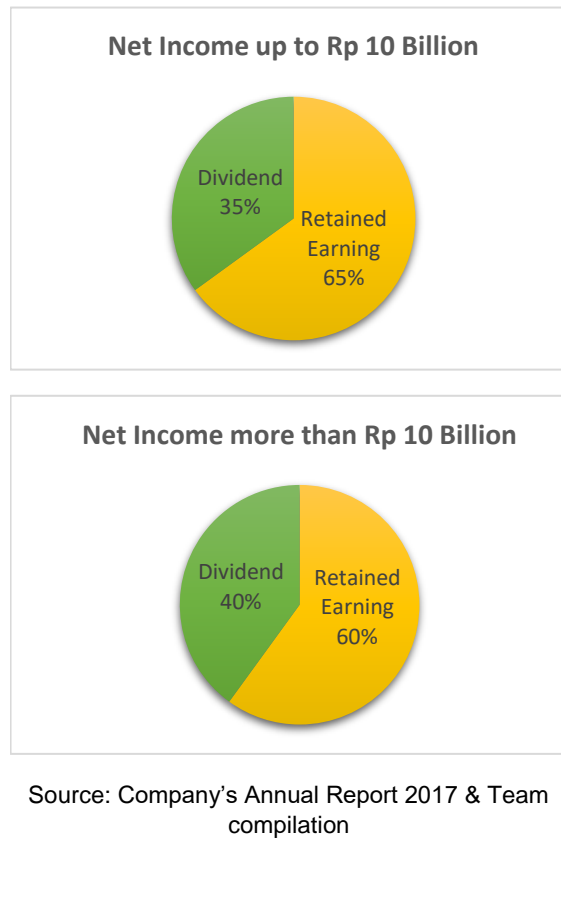 Net Income up to Rp 10 Billion
Dividend
35%
Retained
Earning
65%
Net Income more than Rp 10 Billion
Dividend
40%
Retained
Earning
60%
Source: Company’s Annual Report 2017 & Team
compilation